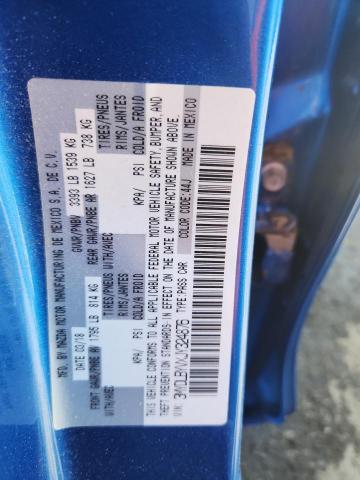 MFD. BY MAZDA MOTOR MANUFACTURING DE MEXICO S.A. DE C.V.
DATE: 03/18 GVWR/PNBV 3393 LB 1539 KG
FRONT GAWR/PNBE AV 1795 LB 814 KG REAR GAWR/PNBE AR 1627 LB 738 KG
WITH/AVEC TIRES/PNEUS WITH/AVEC TIRES/PNEUS
RIMS/JANTES RIMS/JANTES
KPA/ PSI COLD/A FROID KPA/ PSI COLD/A FROID
THIS VEHICLE CONFORMS TO ALL APPLICABLE FEDERAL MOTOR VEHICLE SAFETY, BUMPER, AND
THEFT PREVENTION STANDARDS IN EFFECT ON THE DATE OF MANUFACTURE SHOWN ABOVE.
VIN: 3MYDLBYVXJY324876
TYPE:PASS CAR COLOR CODE:44J
MADE IN MEXICO